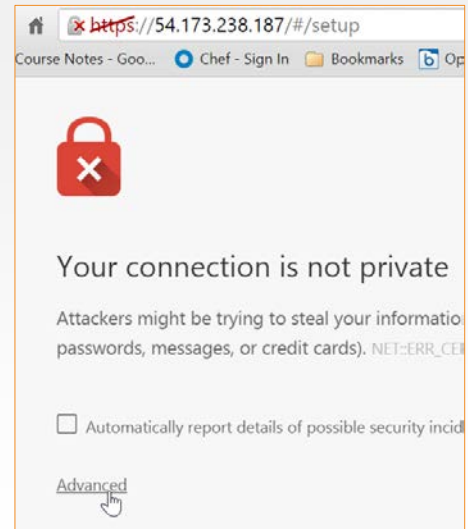 https://54.173.238.187/#/setup
Course Notes - Goo... Chef - Sign In Bookmarks b Op
Your connection is not private
Attackers might be trying to steal your informatio
passwords, messages, or credit cards). NET::ERR_CE
Automatically report details of possible security incid
Advanced